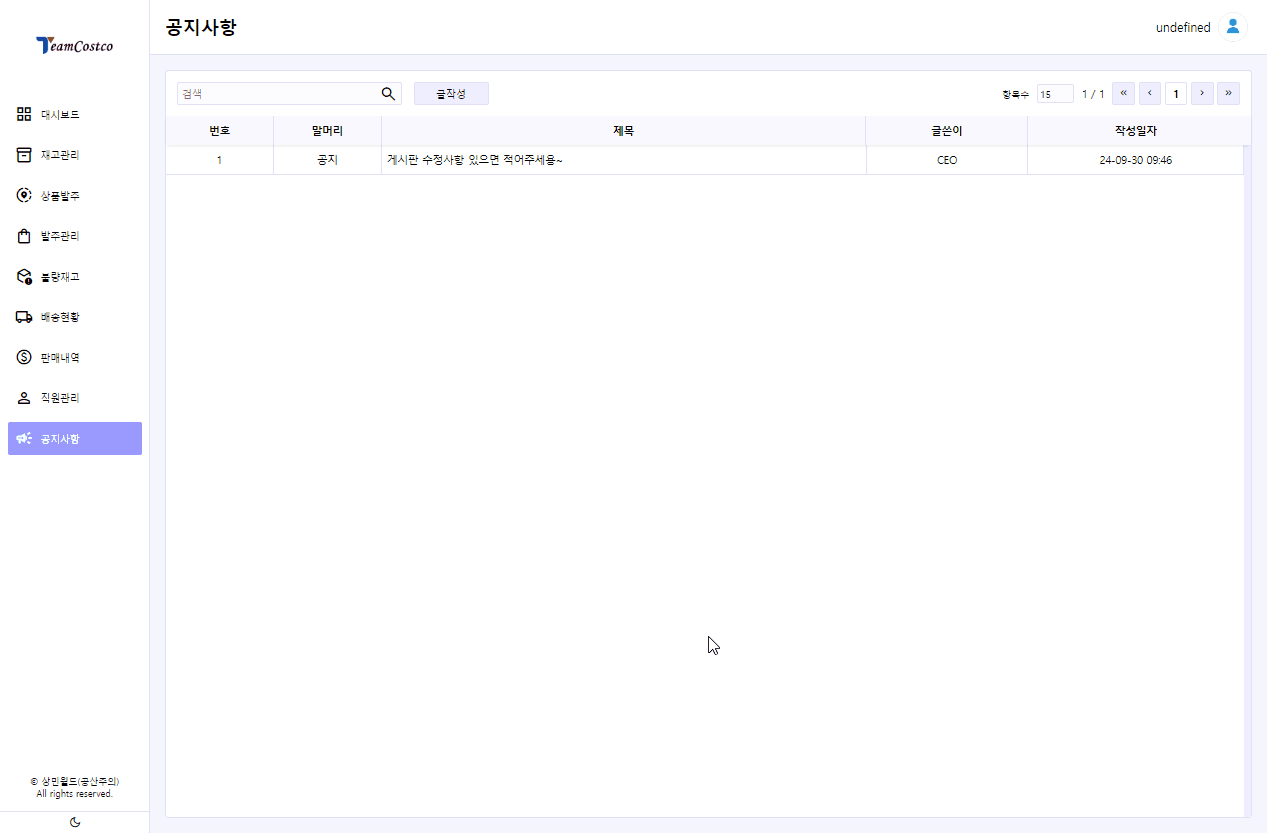 TeamCostco
공지사항
undefined
대시보드
재고관리
상품발주
발주관리
불량재고
배송현황
판매내역
직원관리
공지사항
검색
글작성
항목수 15 1 / 1 « ‹ 1 › »
번호 말머리 제목 글쓴이 작성일자
1 공지 게시판 수정사항 있으면 적어주세용~ CEO 24-09-30 09:46
© 상민월드(공산주의)
All rights reserved.